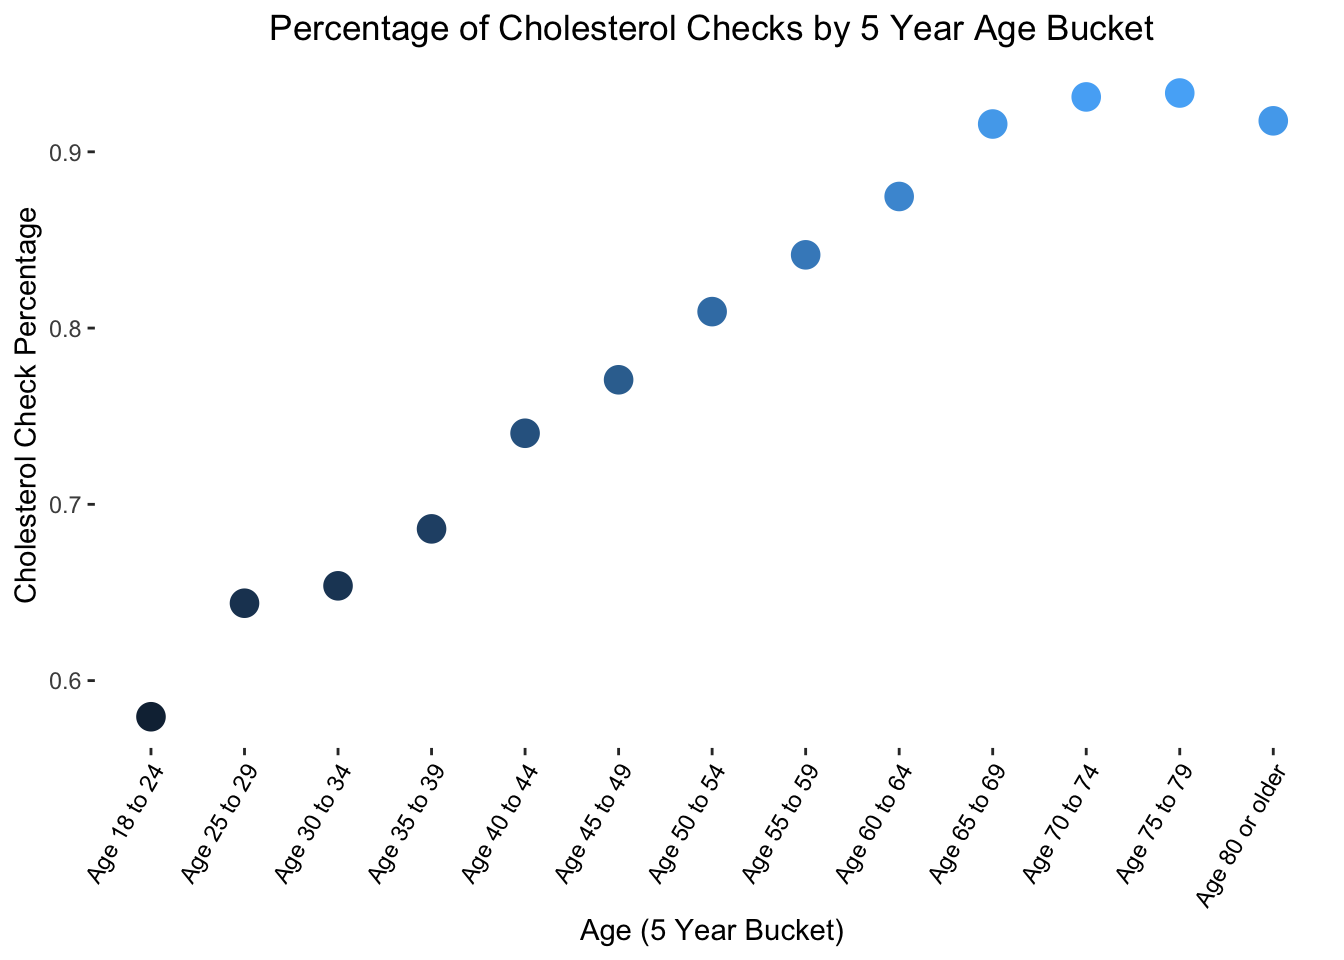 Percentage of Cholesterol Checks by 5 Year Age Bucket
Cholesterol Check Percentage
0.9
0.8
0.7
0.6
Age 18 to 24
Age 25 to 29
Age 30 to 34
Age 35 to 39
Age 40 to 44
Age 45 to 49
Age 50 to 54
Age 55 to 59
Age 60 to 64
Age 65 to 69
Age 70 to 74
Age 75 to 79
Age 80 or older
Age (5 Year Bucket)